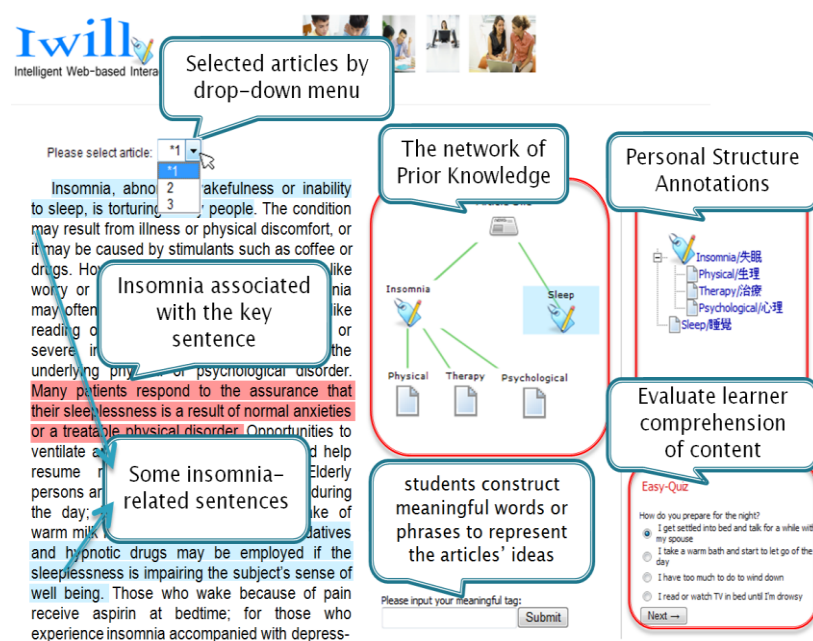 Iwill
Intelligent Web-based Intera
Selected articles by
drop-down menu
Please select article: *1
*1
2
3
Insomnia, abno akefulness or inability
to sleep, is torturing people. The condition
may result from illness or physical discomfort, or
it may be caused by stimulants such as coffee or
drugs. Ho like
worry or nia
may often like
reading o or
severe in the
underlying ph or psychological disorder.
Many patients respond to the assurance that
their sleeplessness is a result of normal anxieties
or a treatable physical disorder. Opportunities to
ventilate a d help
resume r Elderly
persons ar during
the day; ke of
warm milk datives
and hypnotic drugs may be employed if the
sleeplessness is impairing the subject's sense of
well being. Those who wake because of pain
receive aspirin at bedtime; for those who
experience insomnia accompanied with depress-
Insomnia associated
with the key
sentence
Some insomnia-
related sentences
The network of
Prior Knowledge
Insomnia
Sleep
Physical Therapy Psychological
students construct
meaningful words or
phrases to represent
the articles' ideas
Please input your meaningful tag:
Submit
Personal Structure
Annotations
Insomnia/失眠
Physical/生理
Therapy/治療
Psychological/心理
Sleep/睡覺
Evaluate learner
comprehension
of content
Easy-Quiz
How do you prepare for the night?
I get settled into bed and talk for a while with
my spouse
I take a warm bath and start to let go of the
day
I have too much to do to wind down
I read or watch TV in bed until I'm drowsy
Next →